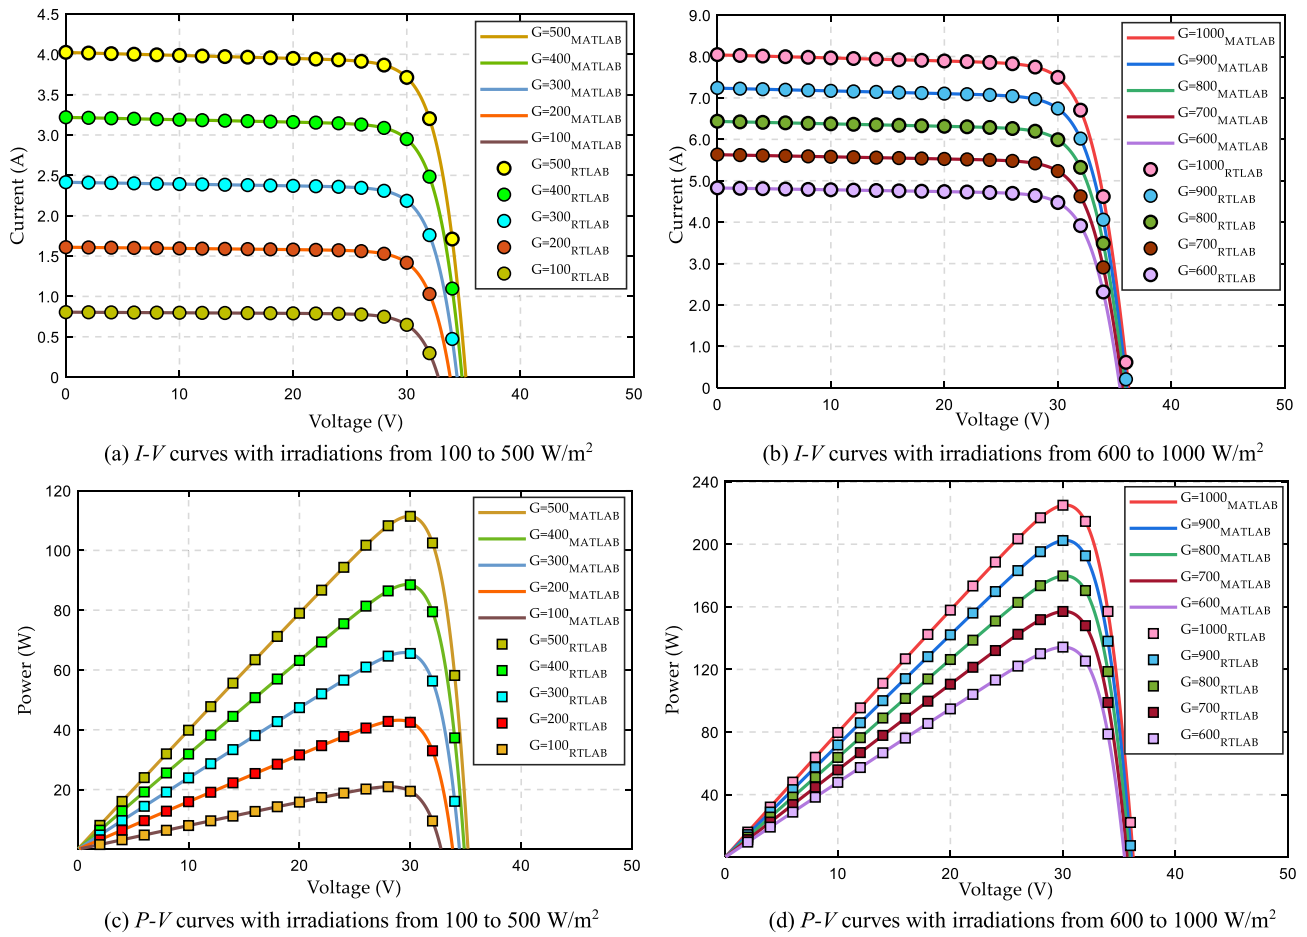 4.5
4.0
3.5
3.0
2.5
2.0
1.5
1.0
0.5
0
Current (A)
0 10 20 30 40 50
Voltage (V)
G=500MATLAB
G=400MATLAB
G=300MATLAB
G=200MATLAB
G=100MATLAB
G=500RTLAB
G=400RTLAB
G=300RTLAB
G=200RTLAB
G=100RTLAB
(a) I-V curves with irradiations from 100 to 500 W/m²
9.0
8.0
7.0
6.0
5.0
4.0
3.0
2.0
1.0
0
Current (A)
0 10 20 30 40 50
Voltage (V)
G=1000MATLAB
G=900MATLAB
G=800MATLAB
G=700MATLAB
G=600MATLAB
G=1000RTLAB
G=900RTLAB
G=800RTLAB
G=700RTLAB
G=600RTLAB
(b) I-V curves with irradiations from 600 to 1000 W/m²
120
100
80
60
40
20
Power (W)
0 10 20 30 40 50
Voltage (V)
G=500MATLAB
G=400MATLAB
G=300MATLAB
G=200MATLAB
G=100MATLAB
G=500RTLAB
G=400RTLAB
G=300RTLAB
G=200RTLAB
G=100RTLAB
(c) P-V curves with irradiations from 100 to 500 W/m²
240
200
160
120
80
40
Power (W)
0 10 20 30 40 50
Voltage (V)
G=1000MATLAB
G=900MATLAB
G=800MATLAB
G=700MATLAB
G=600MATLAB
G=1000RTLAB
G=900RTLAB
G=800RTLAB
G=700RTLAB
G=600RTLAB
(d) P-V curves with irradiations from 600 to 1000 W/m²